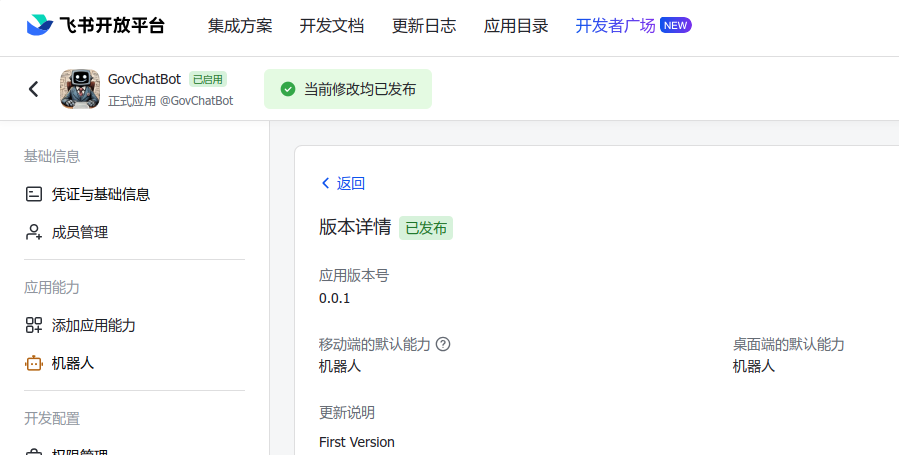 飞书开放平台 集成方案 开发文档 更新日志 应用目录 开发者广场 NEW
GovChatBot 已启用
正式应用 @GovChatBot
当前修改均已发布
基础信息
凭证与基础信息
成员管理
应用能力
添加应用能力
机器人
开发配置
权限管理
返回
版本详情 已发布
应用版本号
0.0.1
移动端的默认能力 桌面端的默认能力
机器人 机器人
更新说明
First Version